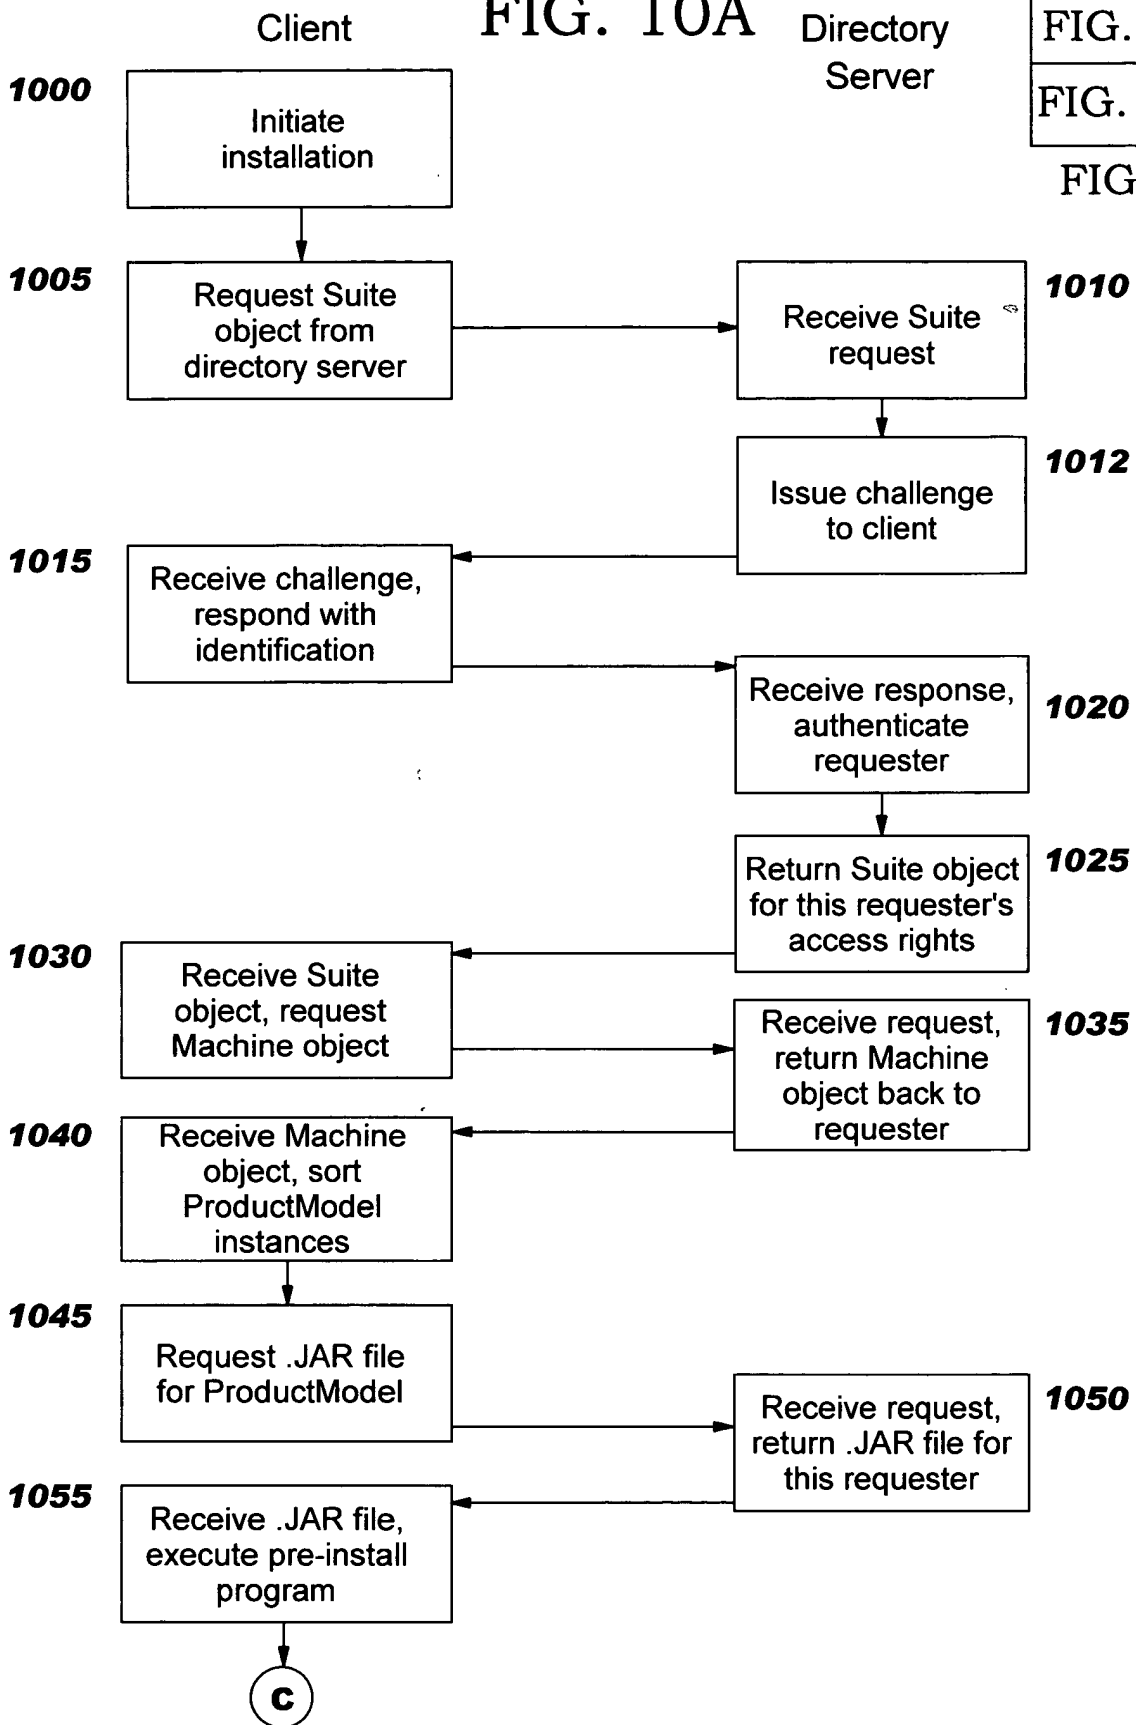 FIG. 10A
Client
Directory
Server
FIG.
FIG.
FIG
1000
Initiate
installation
1005
Request Suite
object from
directory server
1010
Receive Suite
request
1012
Issue challenge
to client
1015
Receive challenge,
respond with
identification
1020
Receive response,
authenticate
requester
1025
Return Suite object
for this requester's
access rights
1030
Receive Suite
object, request
Machine object
1035
Receive request,
return Machine
object back to
requester
1040
Receive Machine
object, sort
ProductModel
instances
1045
Request .JAR file
for ProductModel
1050
Receive request,
return .JAR file for
this requester
1055
Receive .JAR file,
execute pre-install
program
C